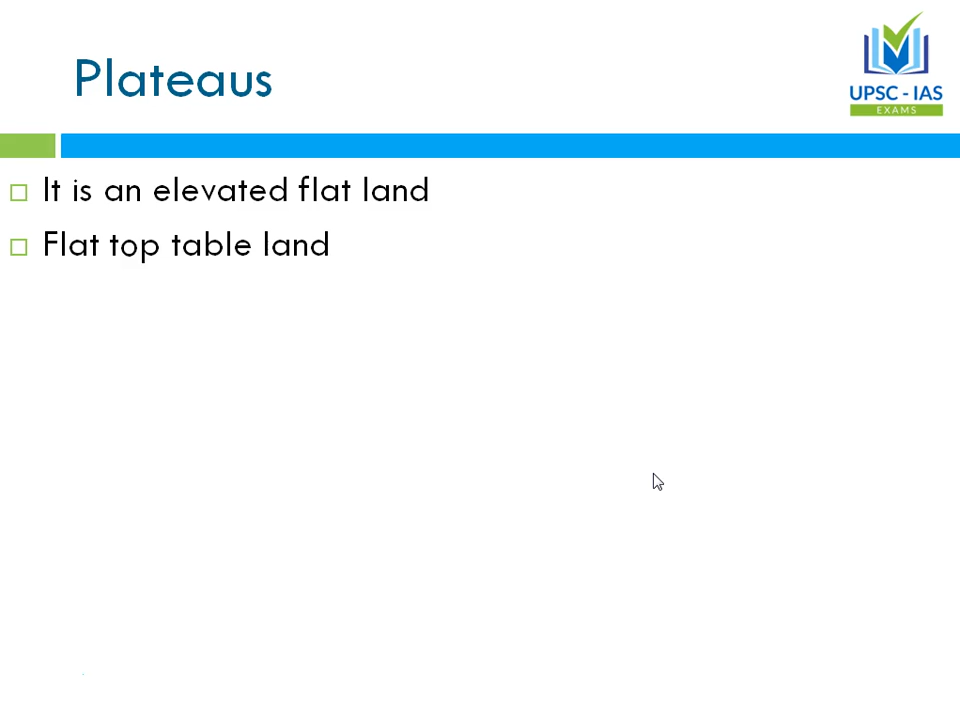 Plateaus
UPSC - IAS
EXAMS
It is an elevated flat land
Flat top table land